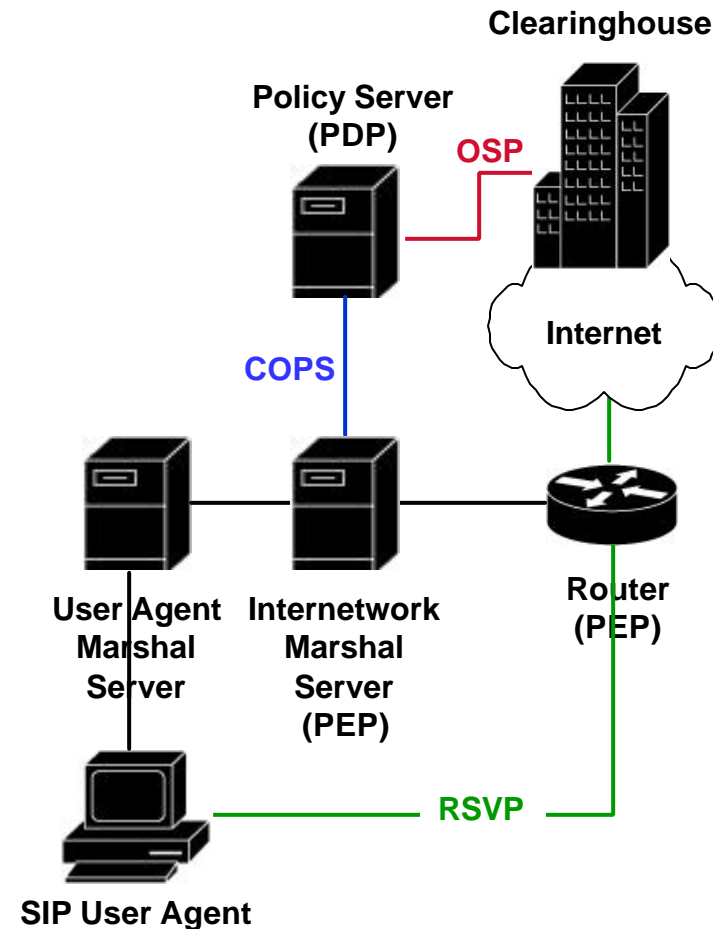 Clearinghouse
Policy Server
(PDP)
OSP
Internet
COPS
User Agent
Marshal
Server
Internetwork
Marshal
Server
(PEP)
Router
(PEP)
RSVP
SIP User Agent